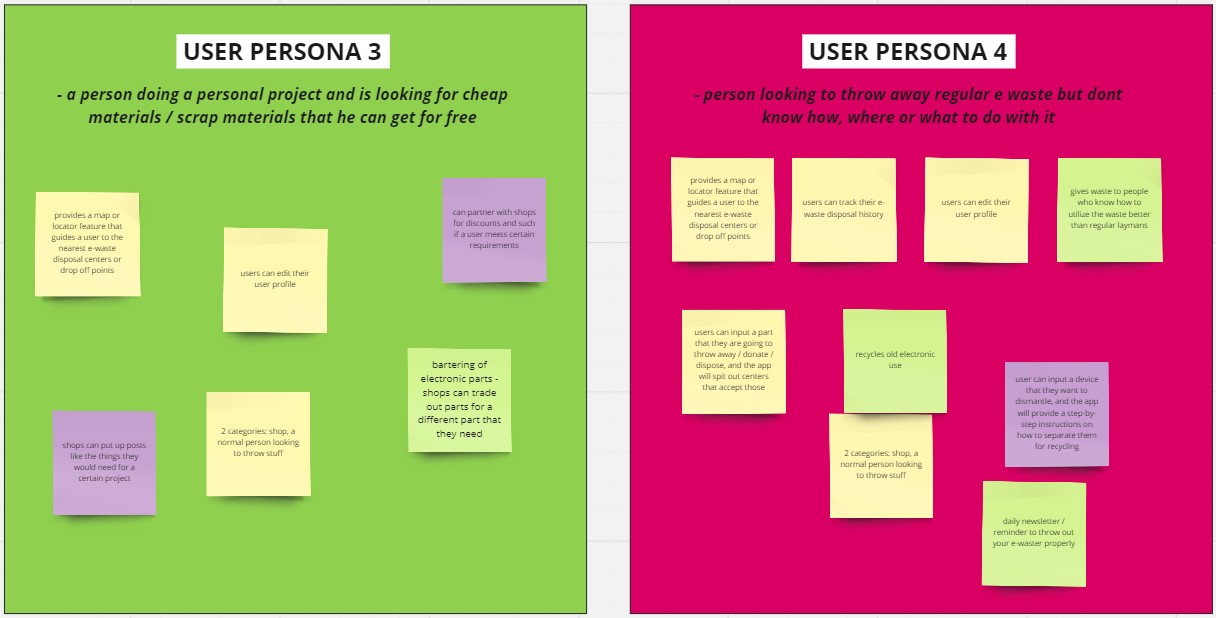 USER PERSONA 3
- a person doing a personal project and is looking for cheap
materials / scrap materials that he can get for free
provides a map or
locator feature that
guides a user to the
nearest e-waste
disposal centers or
drop off points
users can edit their
user profile
can partner with shops
for discounts and such
if a user meets certain
requirements
bartering of
electronic parts -
shops can trade
out parts for a
different part that
they need
shops can put up posts
like the things they
would need for a
certain project
2 categories: shop, a
normal person looking
to throw stuff
USER PERSONA 4
- person looking to throw away regular e waste but dont
know how, where or what to do with it
provides a map or
locator feature that
guides a user to the
nearest e-waste
disposal centers or
drop off points
users can track their e-
waste disposal history
users can edit their
user profile
gives waste to people
who know how to
utilize the waste better
than regular laymans
users can input a part
that they are going to
throw away / donate /
dispose, and the app
will spit out centers
that accept those
recycles old electronic
use
user can input a device
that they want to
dismantle, and the app
will provide a step-by-
step instructions on
how to separate them
for recycling
2 categories: shop, a
normal person looking
to throw stuff
daily newsletter /
reminder to throw out
your e-waster properly